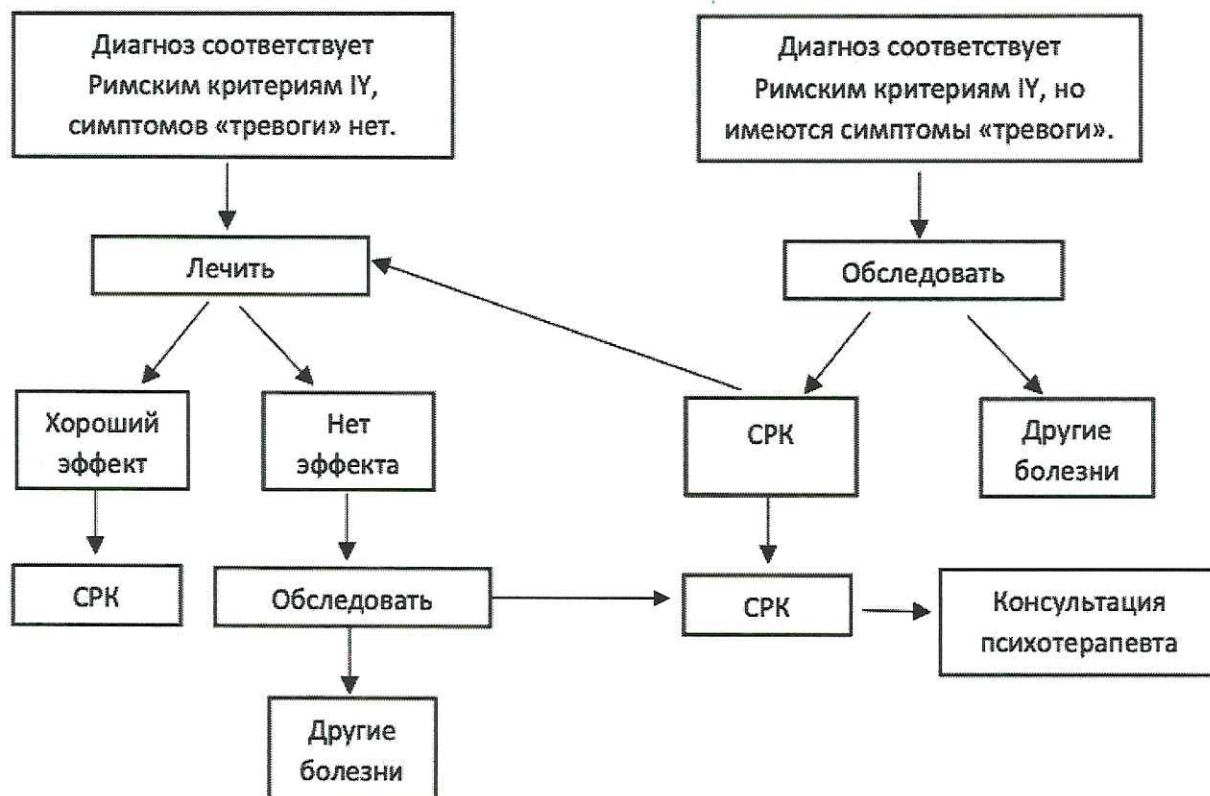 Диагноз соответствует
Римским критериям IY,
симптомов «тревоги» нет.
Диагноз соответствует
Римским критериям IY, но
имеются симптомы «тревоги».
Лечить
Обследовать
Хороший
эффект
Нет
эффекта
СРК
Другие
болезни
СРК
Обследовать
СРК
Консультация
психотерапевта
Другие
болезни